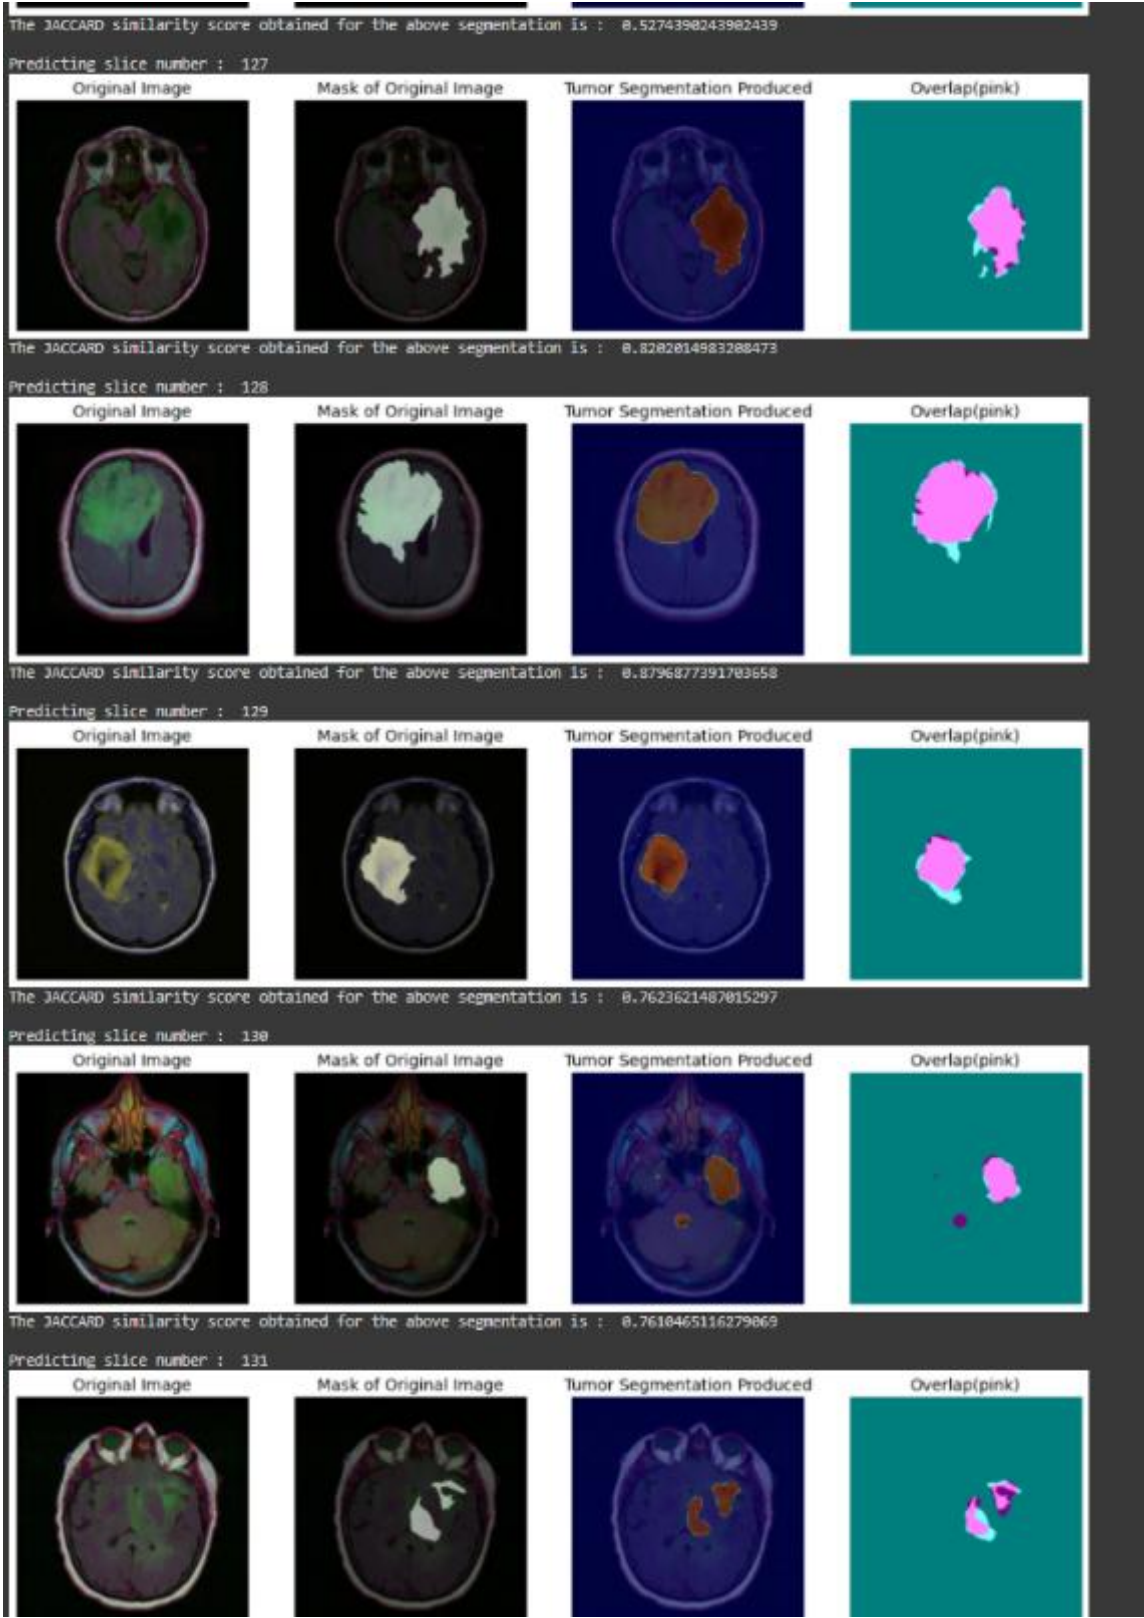 The JACCARD similarity score obtained for the above segmentation is :  0.5274390243902439
Predicting slice number :  127
Original Image Mask of Original Image Tumor Segmentation Produced Overlap(pink)
The JACCARD similarity score obtained for the above segmentation is :  0.8202014983208473
Predicting slice number :  128
Original Image Mask of Original Image Tumor Segmentation Produced Overlap(pink)
The JACCARD similarity score obtained for the above segmentation is :  0.8796877391703658
Predicting slice number :  129
Original Image Mask of Original Image Tumor Segmentation Produced Overlap(pink)
The JACCARD similarity score obtained for the above segmentation is :  0.7623621487015297
Predicting slice number :  130
Original Image Mask of Original Image Tumor Segmentation Produced Overlap(pink)
The JACCARD similarity score obtained for the above segmentation is :  0.7610465116279069
Predicting slice number :  131
Original Image Mask of Original Image Tumor Segmentation Produced Overlap(pink)